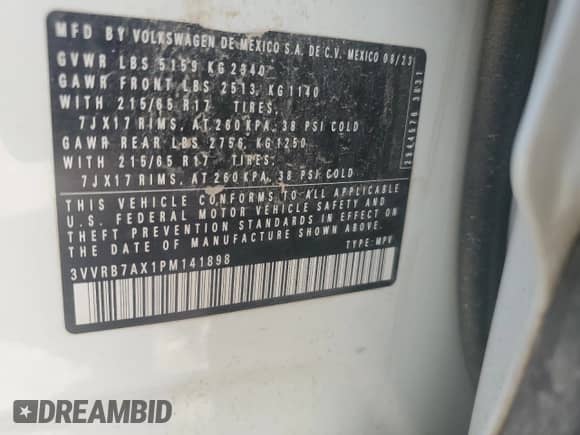 MFD BY VOLKSWAGEN DE MEXICO S.A. DE C.V. MEXICO 08/23
GVWR LBS 5159 KG 2340
GAWR FRONT LBS 2513, KG 1140
WITH 215/65 R17 TIRES,
7JX17 RIMS, AT 260 KPA, 38 PSI COLD
GAWR REAR LBS 2756, KG 1250
WITH 215/65 R17 TIRES,
7JX17 RIMS, AT 260 KPA, 38 PSI COLD
THIS VEHICLE CONFORMS TO ALL APPLICABLE
U.S. FEDERAL MOTOR VEHICLE SAFETY AND
THEFT PREVENTION STANDARDS IN EFFECT ON
THE DATE OF MANUFACTURE SHOWN ABOVE.
TYPE-MPV
3VVRB7AX1PM141898
DREAMBID